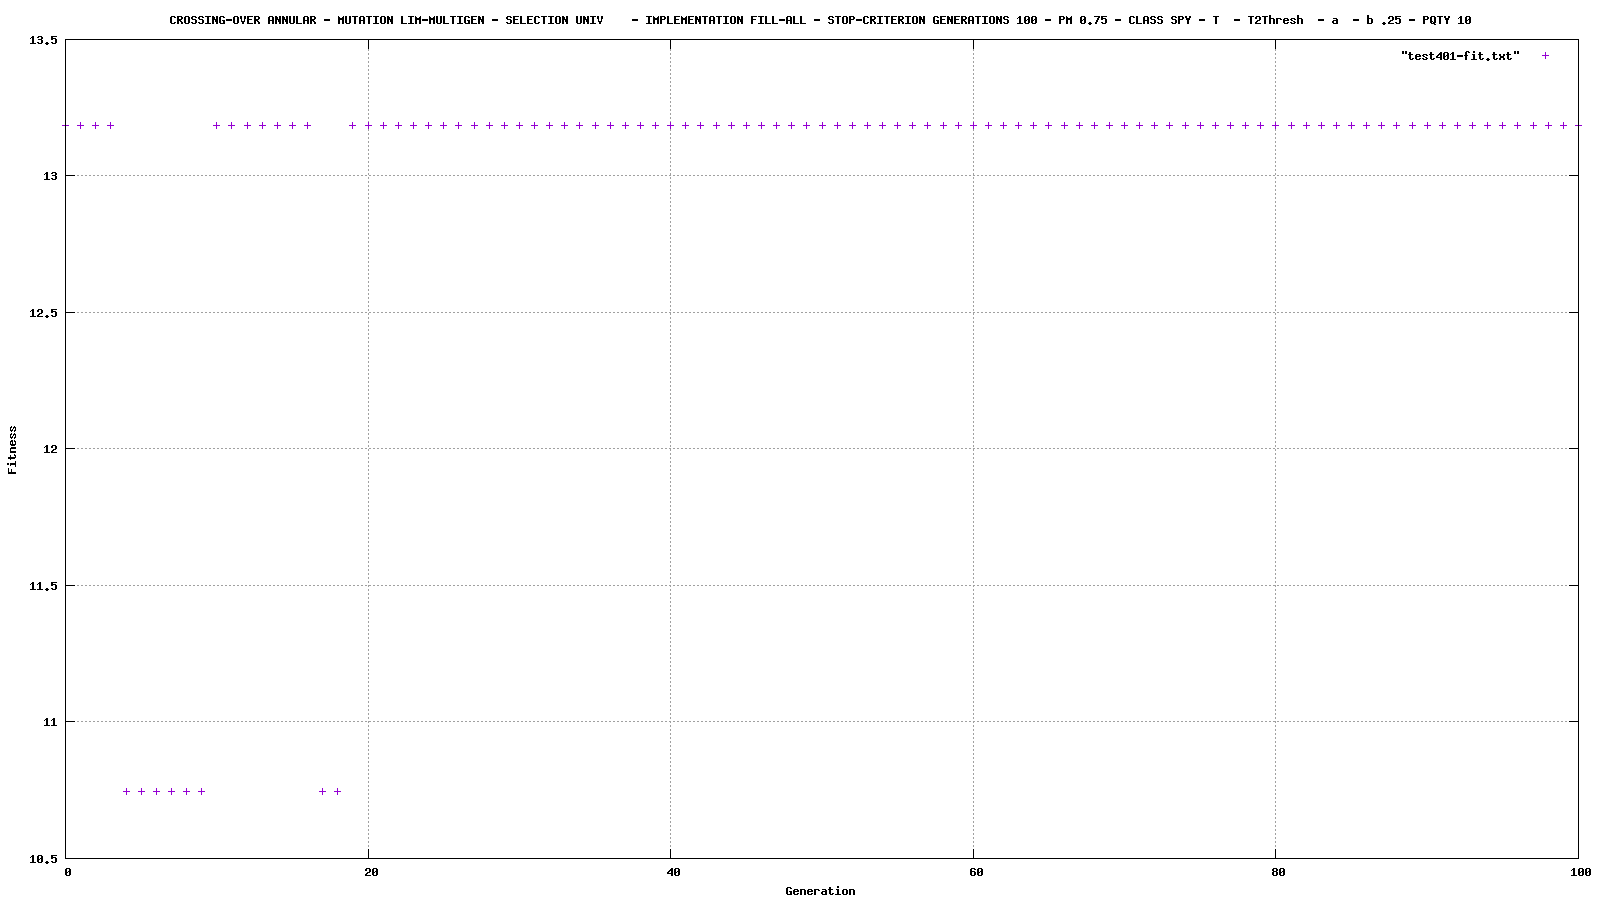 CROSSING-OVER ANNULAR - MUTATION LIM-MULTIGEN - SELECTION UNIV    - IMPLEMENTATION FILL-ALL - STOP-CRITERION GENERATIONS 100 - PM 0.75 - CLASS SPY - T  - T2Thresh  - a  - b .25 - PQTY 10
"test401-fit.txt"
13.5
13
12.5
12
11.5
11
10.5
Fitness
0 20 40 60 80 100
Generation